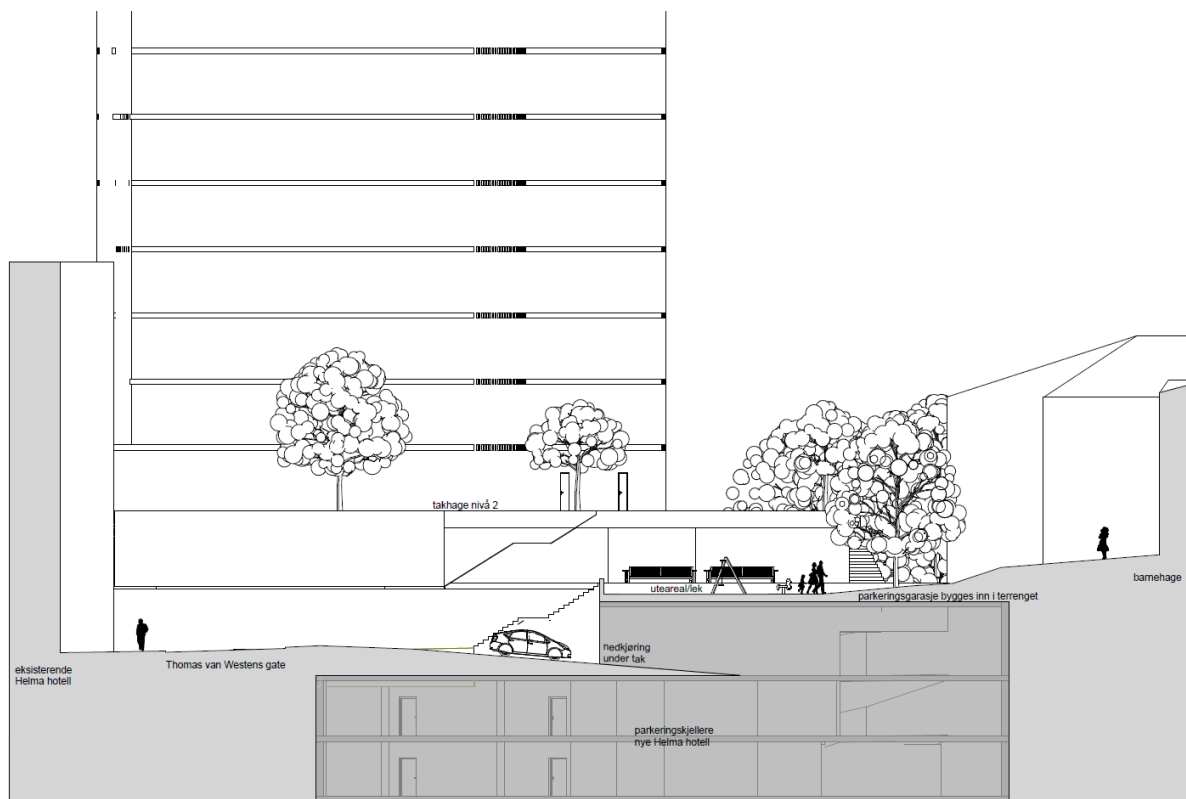 takhage nivå 2
uteareal/lek
barnehage
parkeringsgarasje bygges inn i terrenget
nedkjøring
under tak
Thomas van Westens gate
eksisterende
Helma hotell
parkeringskjellere
nye Helma hotell